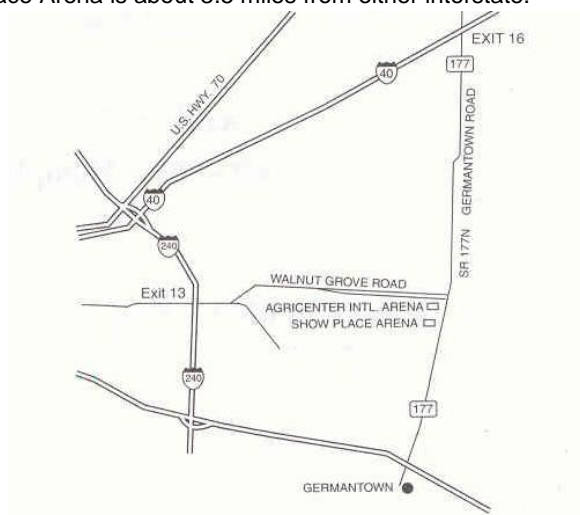 Arena is about 3.5 miles from either interstate.
EXIT 16
177
40
U.S. HWY. 70
SR 177N GERMANTOWN ROAD
40
240
WALNUT GROVE ROAD
Exit 13
AGRICENTER INTL. ARENA
SHOW PLACE ARENA
240
177
GERMANTOWN